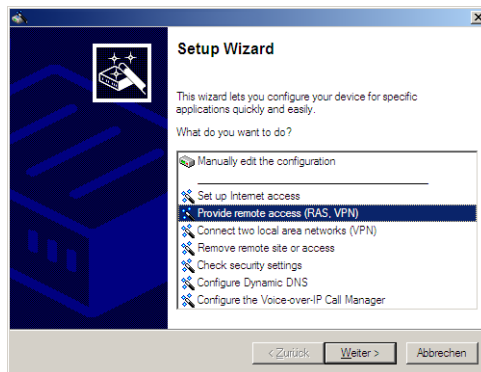 Setup Wizard
This wizard lets you configure your device for specific
applications quickly and easily.
What do you want to do?
Manually edit the configuration
Set up Internet access
Provide remote access (RAS, VPN)
Connect two local area networks (VPN)
Remove remote site or access
Check security settings
Configure Dynamic DNS
Configure the Voice-over-IP Call Manager
< Zurück
Weiter >
Abbrechen